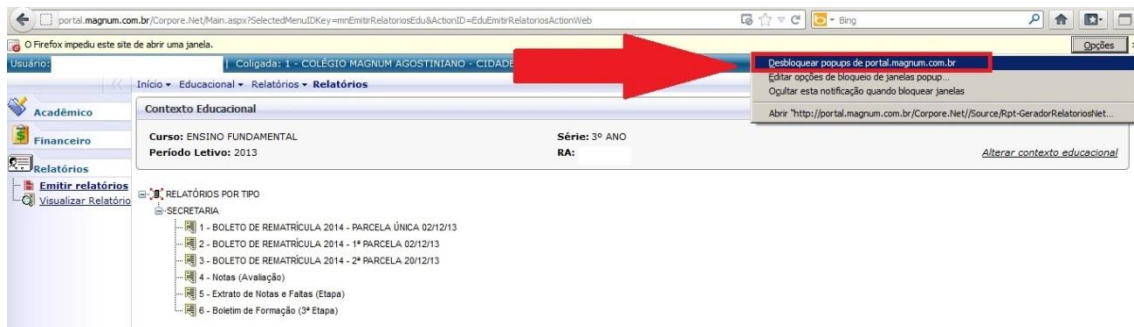 portal.magnum.com.br/Corpore.Net/Main.aspx?SelectedMenuIDKey=mnEmitirRelatoriosEdu&ActionID=EduEmitirRelatoriosActionWeb
Bing
O Firefox impediu este site de abrir uma janela.
Opções
Usuário:
| Coligada: 1 - COLÉGIO MAGNUM AGOSTINIANO - CIDADE
Desbloquear popups de portal.magnum.com.br
Editar opções de bloqueio de janelas popup...
Ocultar esta notificação quando bloquear janelas
Abrir "http://portal.magnum.com.br/Corpore.Net//Source/Rpt-GeradorRelatoriosNet...
Início Educacional Relatórios Relatórios
Acadêmico
Financeiro
Relatórios
Emitir relatórios
Visualizar Relatório
Contexto Educacional
Curso: ENSINO FUNDAMENTAL
Série: 3º ANO
Período Letivo: 2013
RA:
Alterar contexto educacional
RELATÓRIOS POR TIPO
SECRETARIA
1 - BOLETO DE REMATRÍCULA 2014 - PARCELA ÚNICA 02/12/13
2 - BOLETO DE REMATRÍCULA 2014 - 1ª PARCELA 02/12/13
3 - BOLETO DE REMATRÍCULA 2014 - 2ª PARCELA 20/12/13
4 - Notas (Avaliação)
5 - Extrato de Notas e Faltas (Etapa)
6 - Boletim de Formação (3ª Etapa)